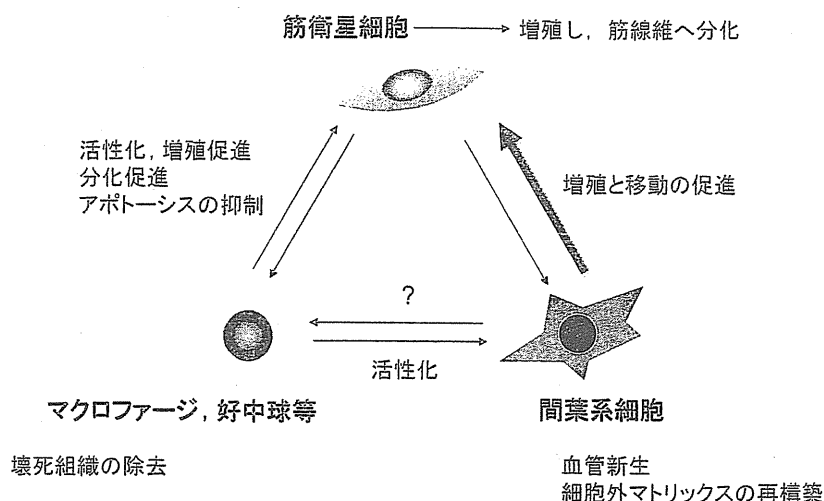 筋衛星細胞 → 増殖し，筋線維へ分化
活性化，増殖促進
分化促進
アポトーシスの抑制
増殖と移動の促進
?
活性化
マクロファージ，好中球等
間葉系細胞
壊死組織の除去
血管新生
細胞外マトリックスの再構築